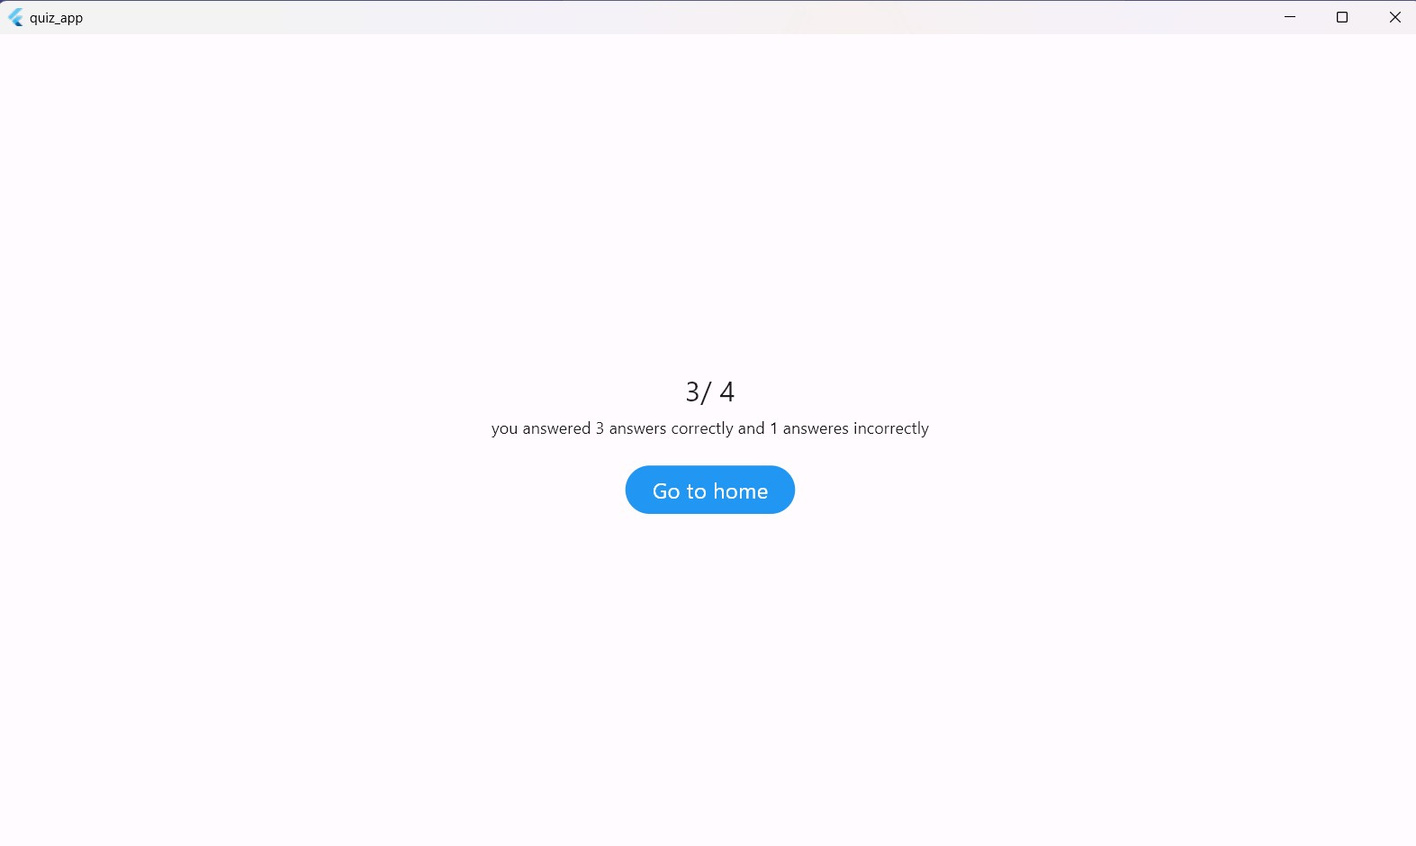 quiz_app
3/ 4
you answered 3 answers correctly and 1 answeres incorrectly
Go to home